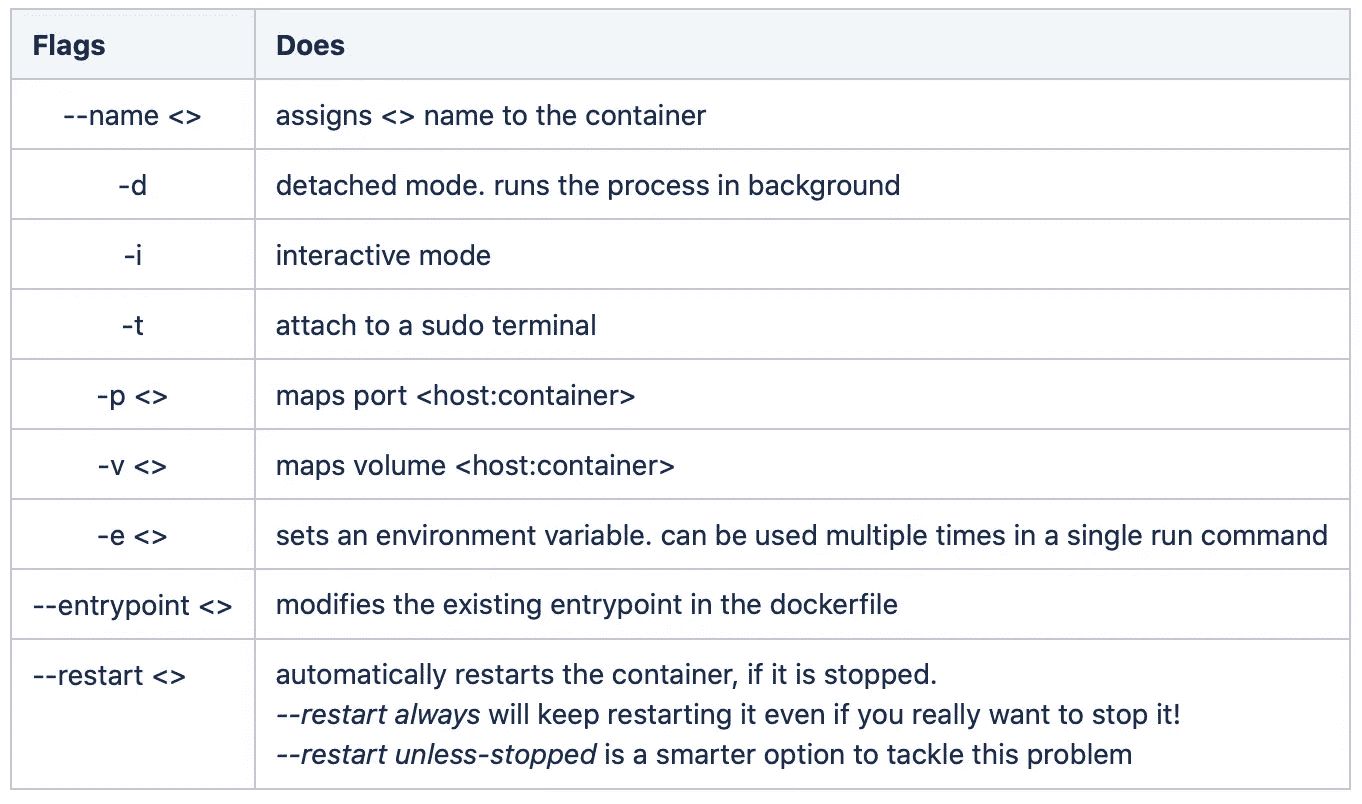 Flags Does
--name <> assigns <> name to the container
-d detached mode. runs the process in background
-i interactive mode
-t attach to a sudo terminal
-p <> maps port <host:container>
-v <> maps volume <host:container>
-e <> sets an environment variable. can be used multiple times in a single run command
--entrypoint <> modifies the existing entrypoint in the dockerfile
--restart <> automatically restarts the container, if it is stopped.
--restart always will keep restarting it even if you really want to stop it!
--restart unless-stopped is a smarter option to tackle this problem